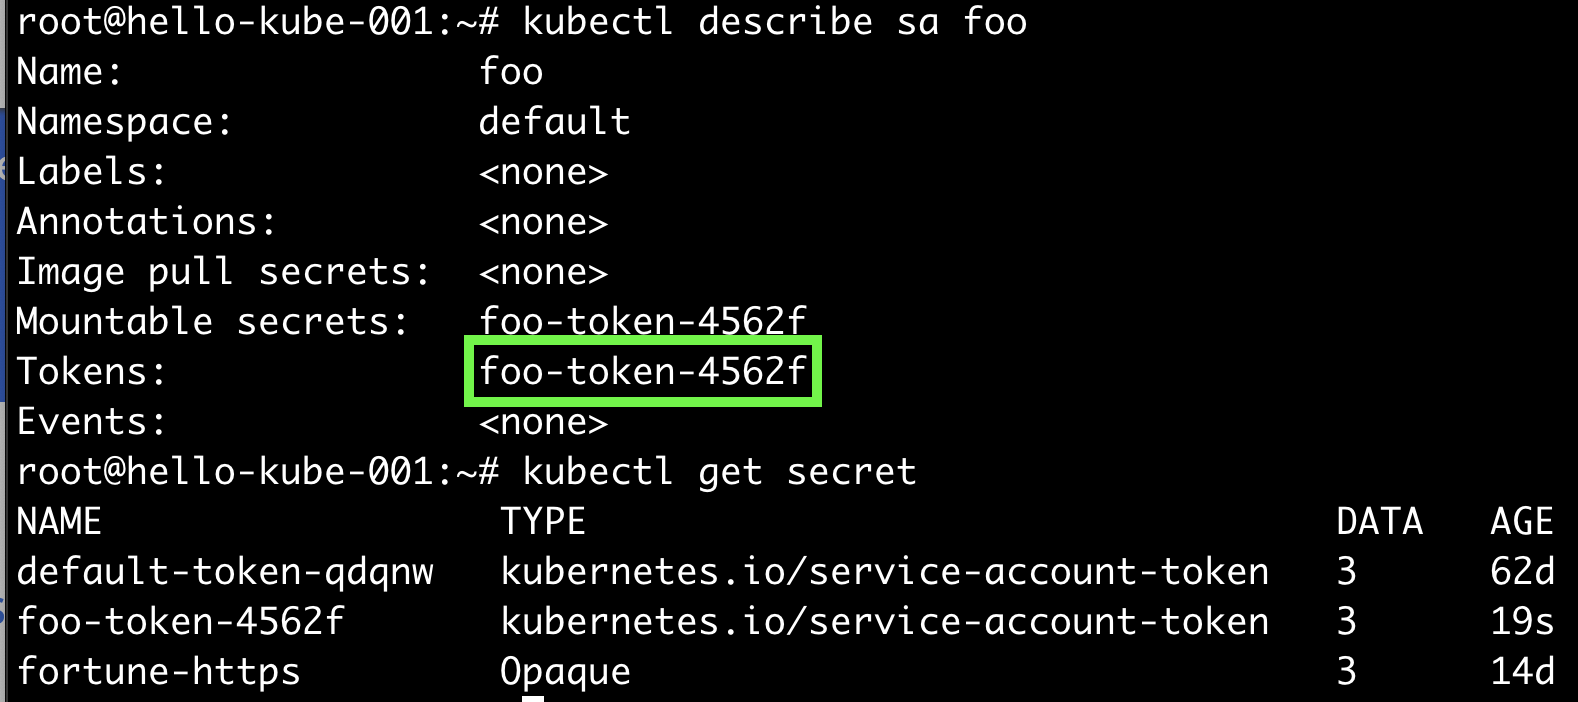 root@hello-kube-001:~# kubectl describe sa foo
Name:                foo
Namespace:           default
Labels:              <none>
Annotations:         <none>
Image pull secrets:  <none>
Mountable secrets:   foo-token-4562f
Tokens:              foo-token-4562f
Events:              <none>
root@hello-kube-001:~# kubectl get secret
NAME                  TYPE                                  DATA   AGE
default-token-qdqnw   kubernetes.io/service-account-token   3      62d
foo-token-4562f       kubernetes.io/service-account-token   3      19s
fortune-https         Opaque                                3      14d